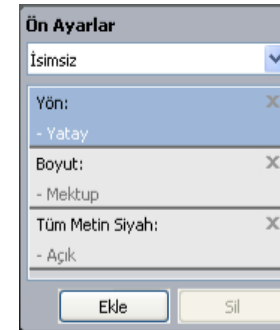 Ön Ayarlar
İsimsiz
Yön:
- Yatay
Boyut:
- Mektup
Tüm Metin Siyah:
- Açık
Ekle
Sil